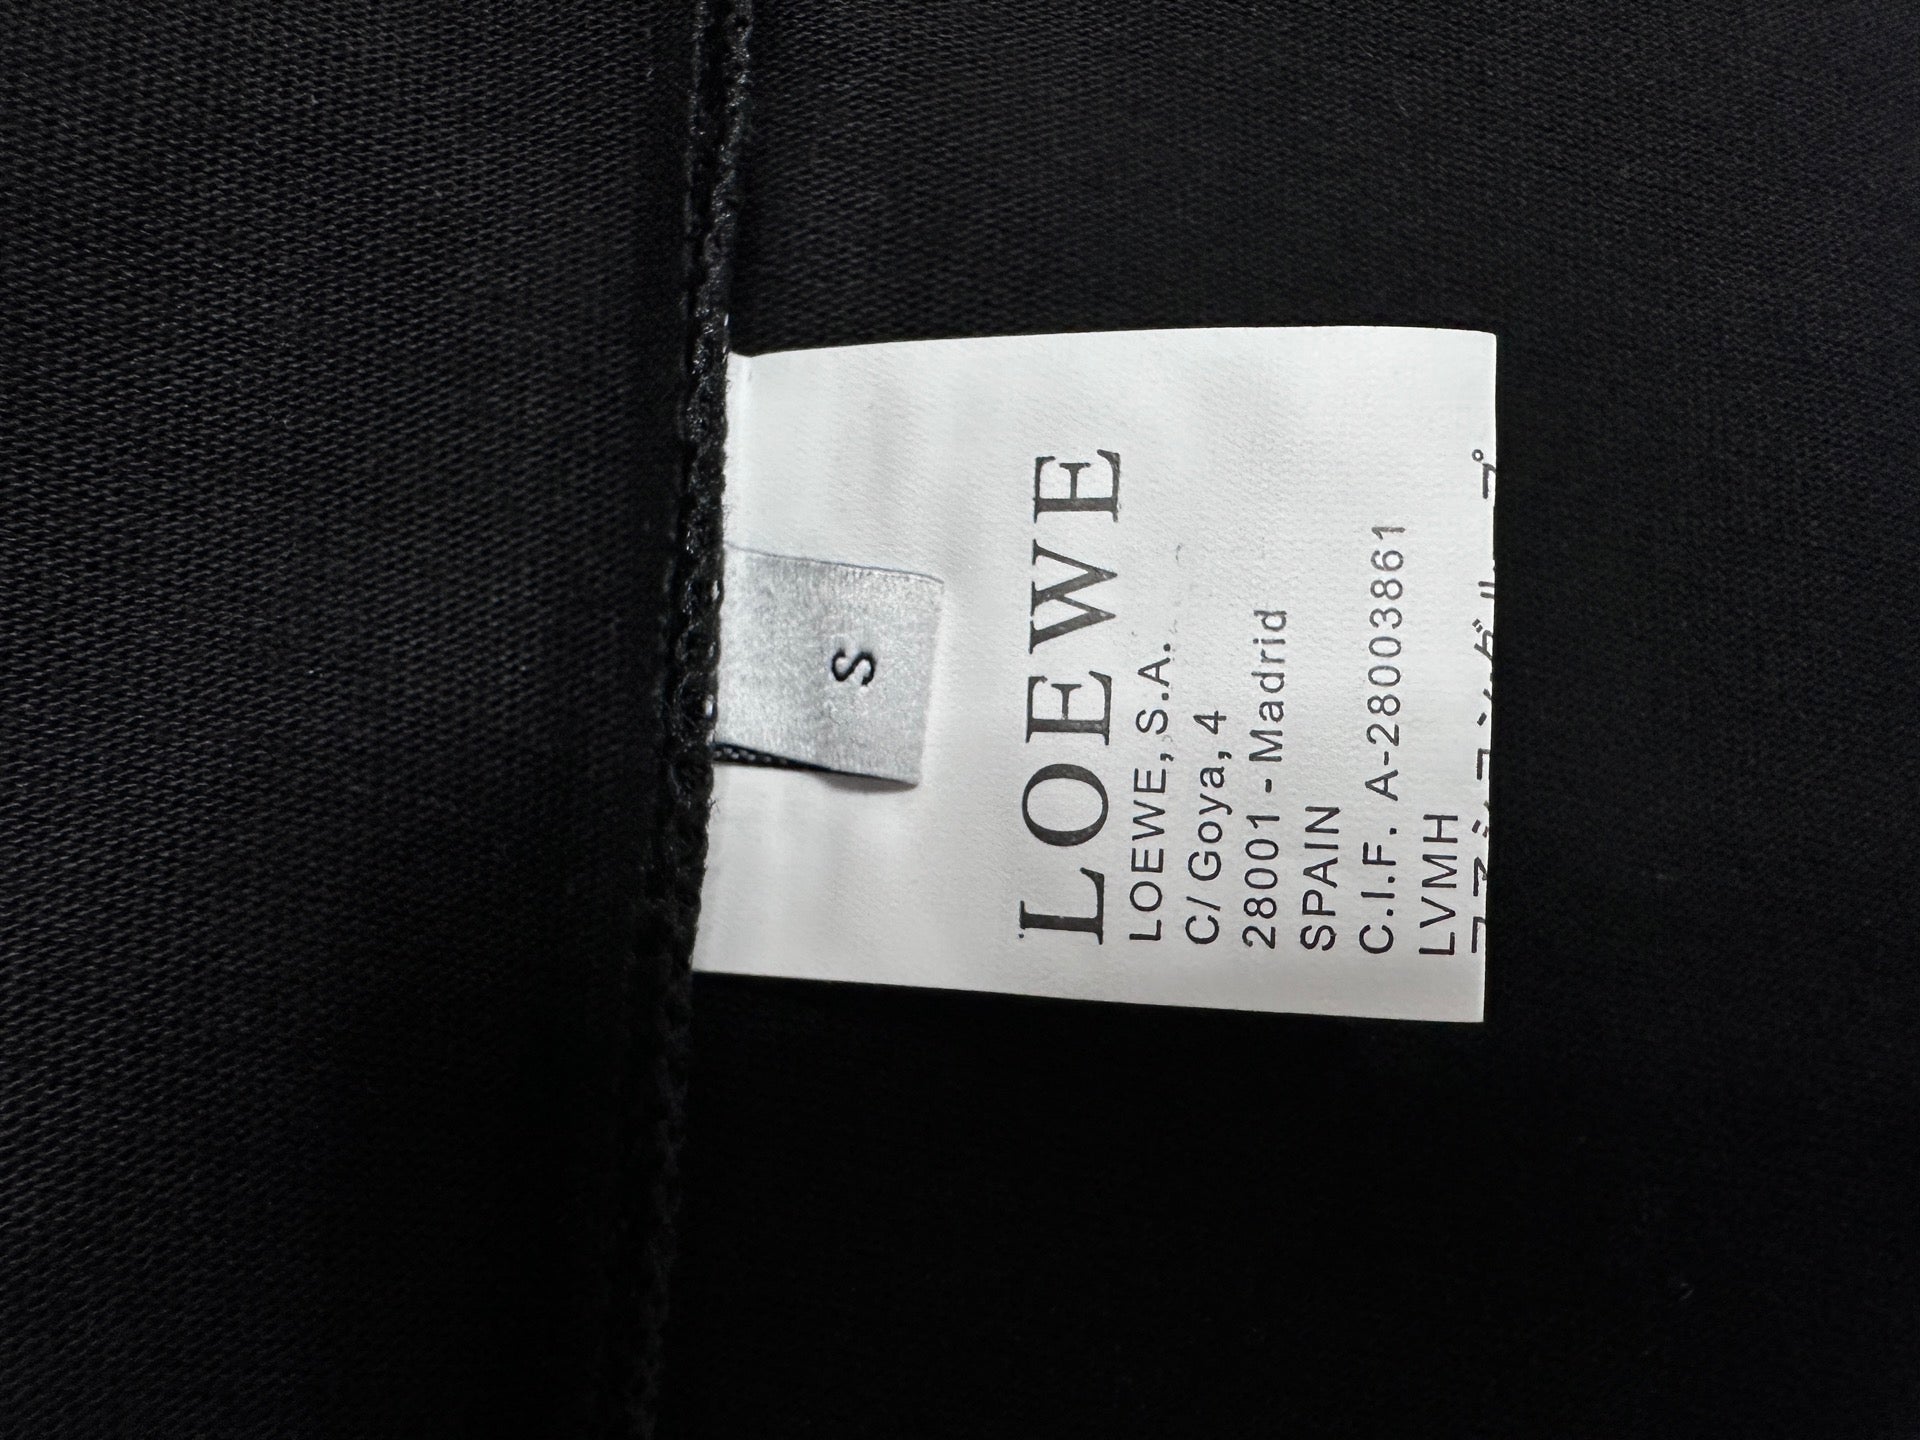 S
LOEWE
LOEWE, S.A.
C/ Goya, 4
28001 - Madrid
SPAIN
C.I.F. A-28003861
LVMH